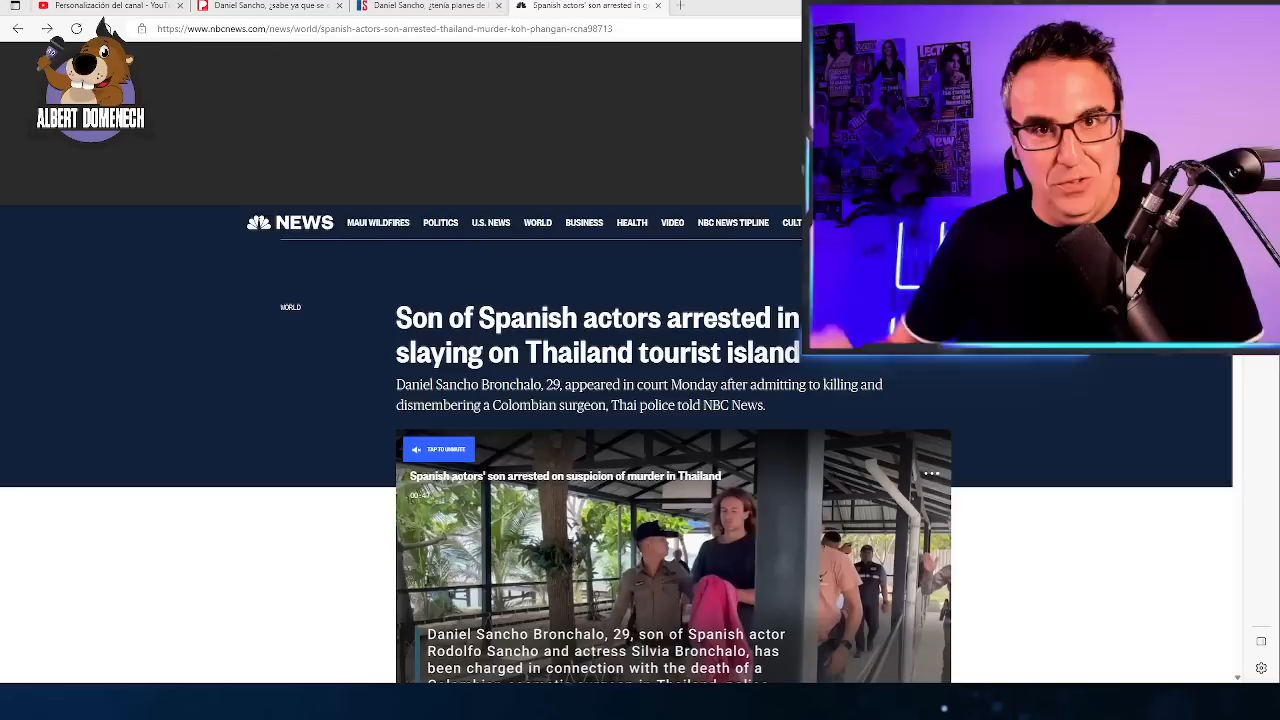 Personalización del canal - YouTu
Daniel Sancho, ¿sabe ya que se e
Daniel Sancho, ¿tenía planes de l
Spanish actors' son arrested in g
https://www.nbcnews.com/news/world/spanish-actors-son-arrested-thailand-murder-koh-phangan-rcna98713
ALBERT DOMENECH
LECTURAS
NEWS
MAUI WILDFIRES
POLITICS
U.S. NEWS
WORLD
BUSINESS
HEALTH
VIDEO
NBC NEWS TIPLINE
CULT
WORLD
Son of Spanish actors arrested in
slaying on Thailand tourist island
Daniel Sancho Bronchalo, 29, appeared in court Monday after admitting to killing and
dismembering a Colombian surgeon, Thai police told NBC News.
TAP TO UNMUTE
Spanish actors' son arrested on suspicion of murder in Thailand
00:47
Daniel Sancho Bronchalo, 29, son of Spanish actor
Rodolfo Sancho and actress Silvia Bronchalo, has
been charged in connection with the death of a